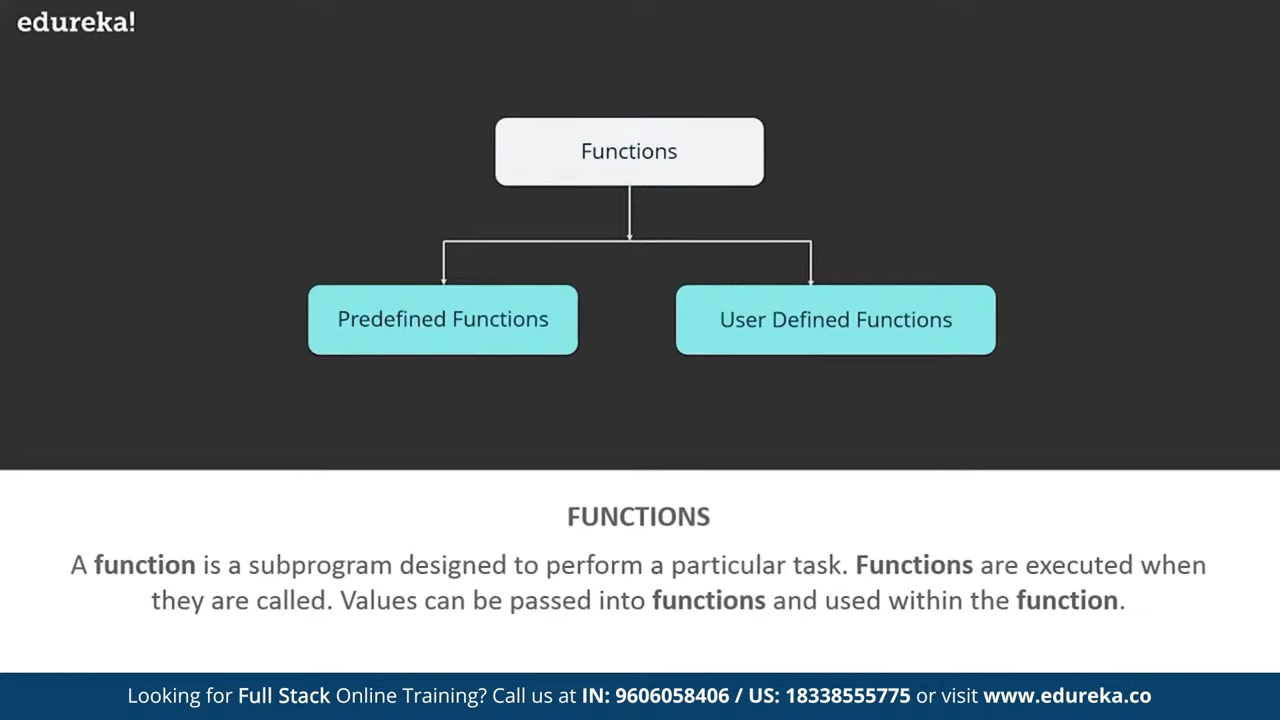 edureka!
Functions
Predefined Functions
User Defined Functions
FUNCTIONS
A function is a subprogram designed to perform a particular task. Functions are executed when
they are called. Values can be passed into functions and used within the function.
Looking for Full Stack Online Training? Call us at IN: 9606058406 / US: 18338555775 or visit www.edureka.co